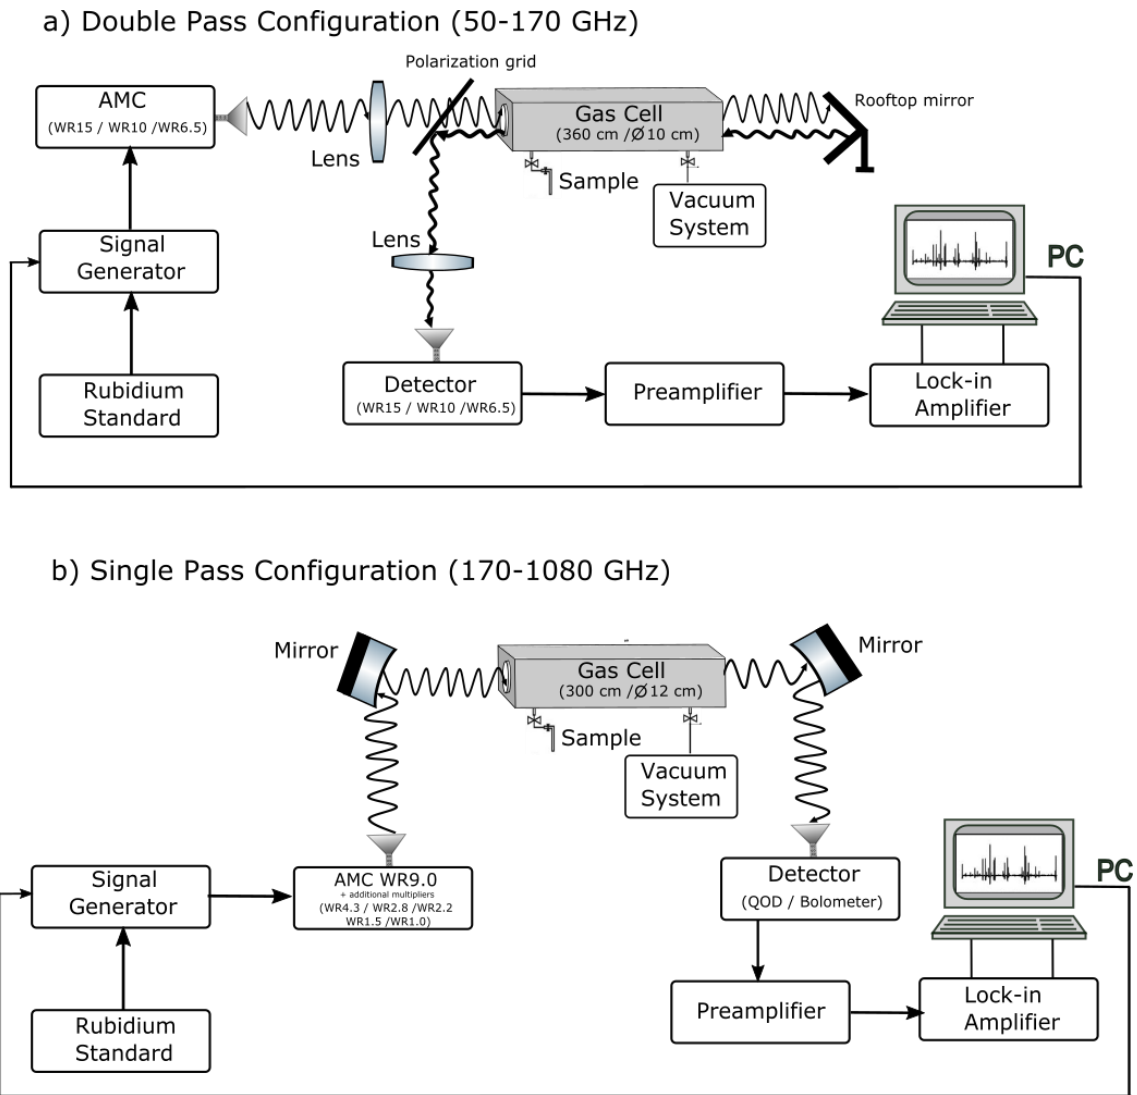 a) Double Pass Configuration (50-170 GHz)
Polarization grid
AMC
(WR15 / WR10 /WR6.5)
Lens
Gas Cell
(360 cm /Ø 10 cm)
Rooftop mirror
Sample
Vacuum
System
Signal
Generator
Lens
PC
Rubidium
Standard
Detector
(WR15 / WR10 /WR6.5)
Preamplifier
Lock-in
Amplifier
b) Single Pass Configuration (170-1080 GHz)
Mirror
Gas Cell
(300 cm /Ø 12 cm)
Mirror
Sample
Vacuum
System
Signal
Generator
AMC WR9.0
+ additional multipliers
(WR4.3 / WR2.8 /WR2.2
WR1.5 /WR1.0)
Detector
(QOD / Bolometer)
PC
Rubidium
Standard
Preamplifier
Lock-in
Amplifier